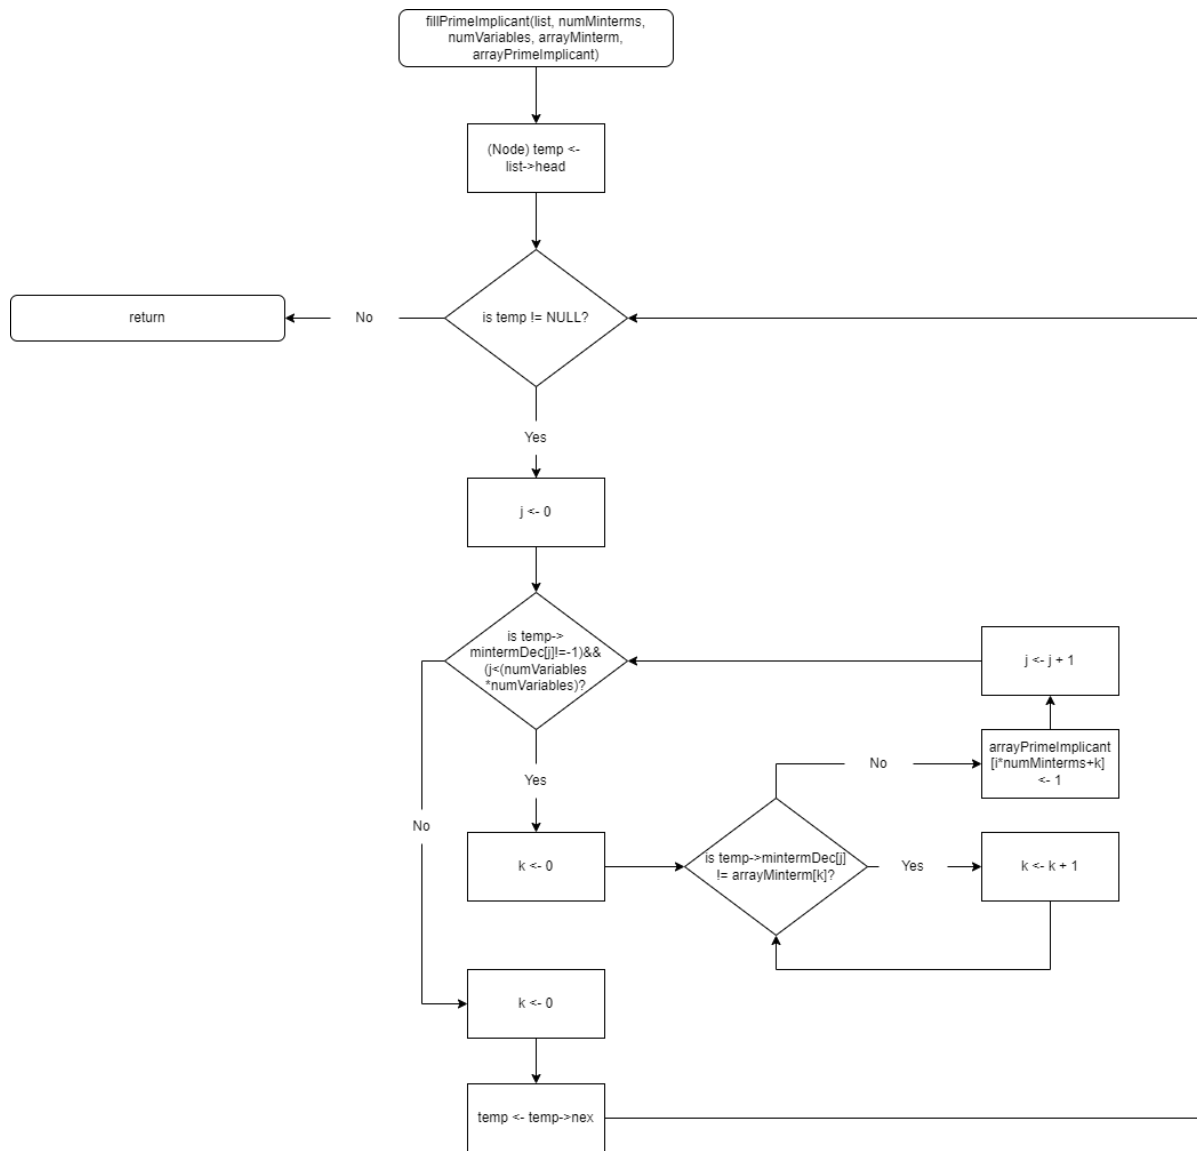 fillPrimeImplicant(list, numMinterms,
numVariables, arrayMinterm,
arrayPrimeImplicant)
(Node) temp <-
list->head
is temp != NULL?
No
return
Yes
j <- 0
is temp->
mintermDec[j]!=-1)&&
(j<(numVariables
*numVariables)?
j <- j + 1
Yes
No
arrayPrimeImplicant
[i*numMinterms+k]
<- 1
No
k <- 0
is temp->mintermDec[j]
!= arrayMinterm[k]?
Yes
k <- k + 1
k <- 0
temp <- temp->nex